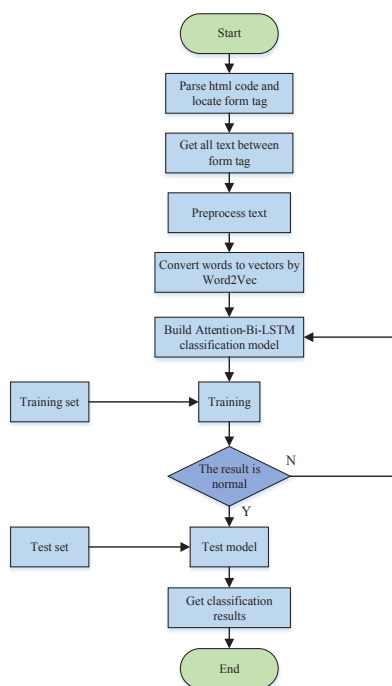 Start
Parse html code and
locate form tag
Get all text between
form tag
Preprocess text
Convert words to vectors by
Word2Vec
Build Attention-Bi-LSTM
classification model
Training set
Training
The result is
normal
N
Y
Test set
Test model
Get classification
results
End